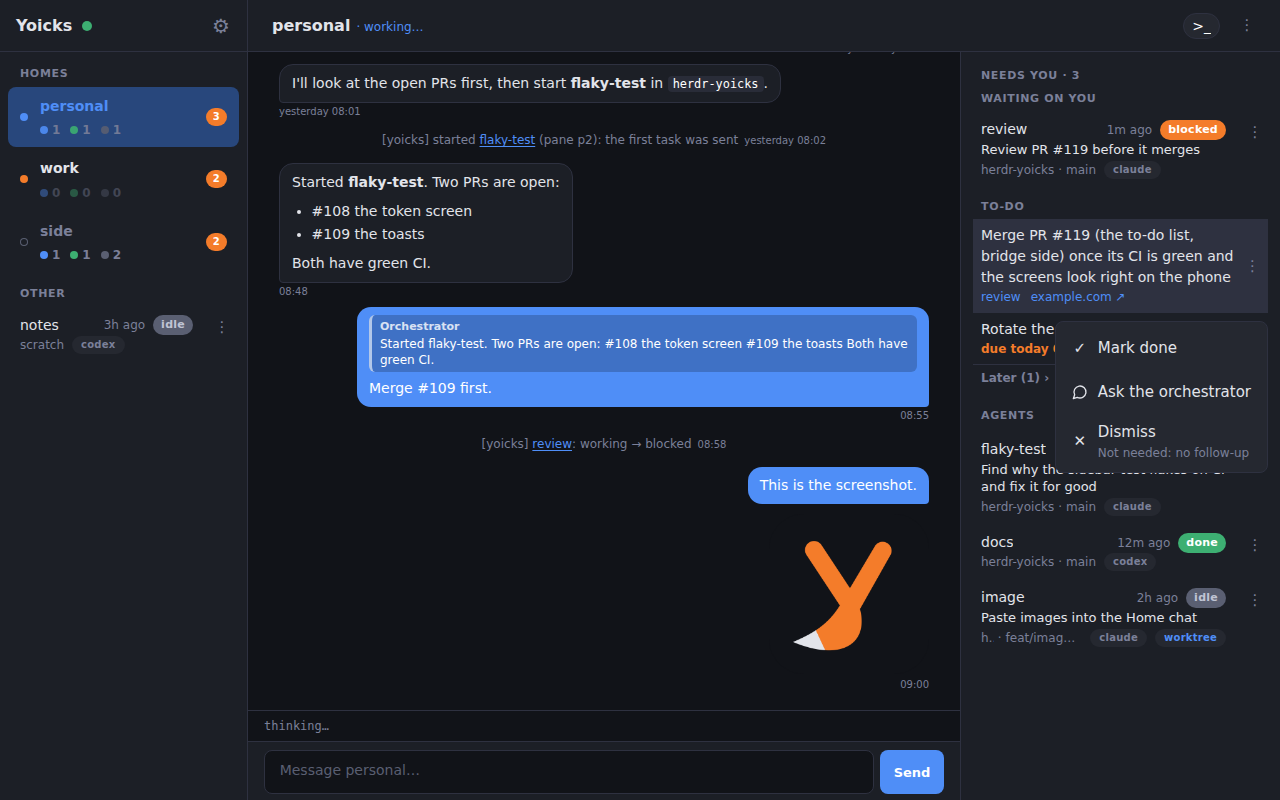 Yoicks
HOMES
personal
1 1 1
3
work
0 0 0
2
side
1 1 2
2
OTHER
notes 3h ago idle
scratch codex
personal · working…
>_
I'll look at the open PRs first, then start flaky-test in herdr-yoicks.
yesterday 08:01
[yoicks] started flaky-test (pane p2): the first task was sent yesterday 08:02
Started flaky-test. Two PRs are open:
• #108 the token screen
• #109 the toasts
Both have green CI.
08:48
Orchestrator
Started flaky-test. Two PRs are open: #108 the token screen #109 the toasts Both have
green CI.
Merge #109 first.
08:55
[yoicks] review: working → blocked 08:58
This is the screenshot.
09:00
thinking…
Message personal…
Send
NEEDS YOU · 3
WAITING ON YOU
review 1m ago blocked
Review PR #119 before it merges
herdr-yoicks · main claude
TO-DO
Merge PR #119 (the to-do list,
bridge side) once its CI is green and
the screens look right on the phone
review example.com ↗
Rotate the
due today
Later (1) ›
✓ Mark done
Ask the orchestrator
✕ Dismiss
Not needed: no follow-up
AGENTS
flaky-test
Find why the
and fix it for good
herdr-yoicks · main claude
docs 12m ago done
herdr-yoicks · main codex
image 2h ago idle
Paste images into the Home chat
h. · feat/imag… claude worktree